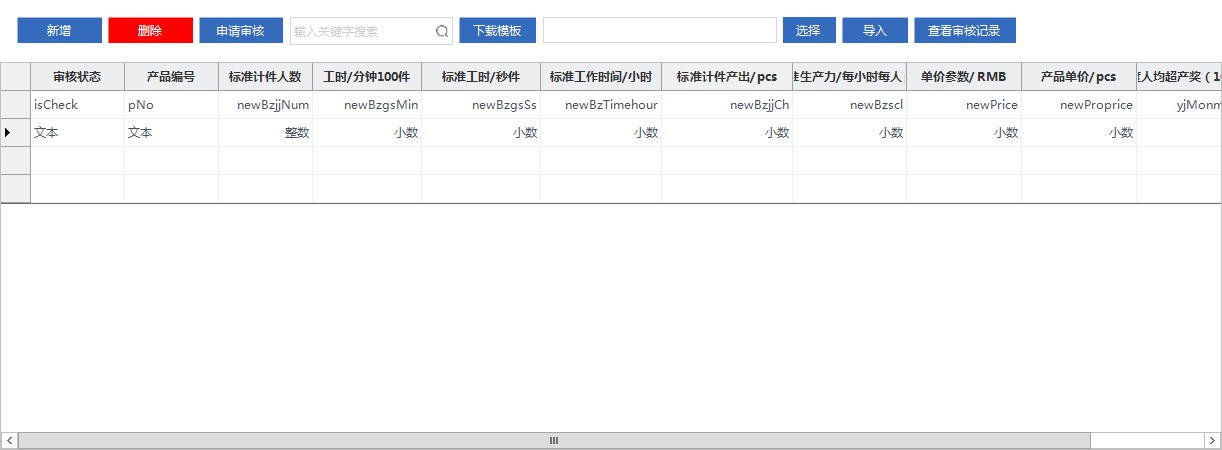 新增 删除 申请审核 输入关键字搜索 下载模板 选择 导入 查看审核记录
审核状态 产品编号 标准计件人数 工时/分钟100件 标准工时/秒件 标准工作时间/小时 标准计件产出/pcs 生产力/每小时每人 单价参数/RMB 产品单价/pcs 人均超产奖（1
isCheck pNo newBzjjNum newBzgsMin newBzgsSs newBzTimehour newBzjjCh newBzscl newPrice newProprice yjMonm
文本 文本 整数 小数 小数 小数 小数 小数 小数 小数